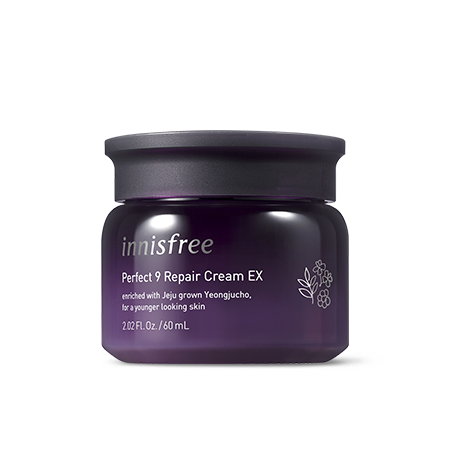 innisfree
Perfect 9 Repair Cream EX
enriched with Jeju grown Yeongjucho,
for a younger looking skin
2.02 Fl. Oz. / 60 mL